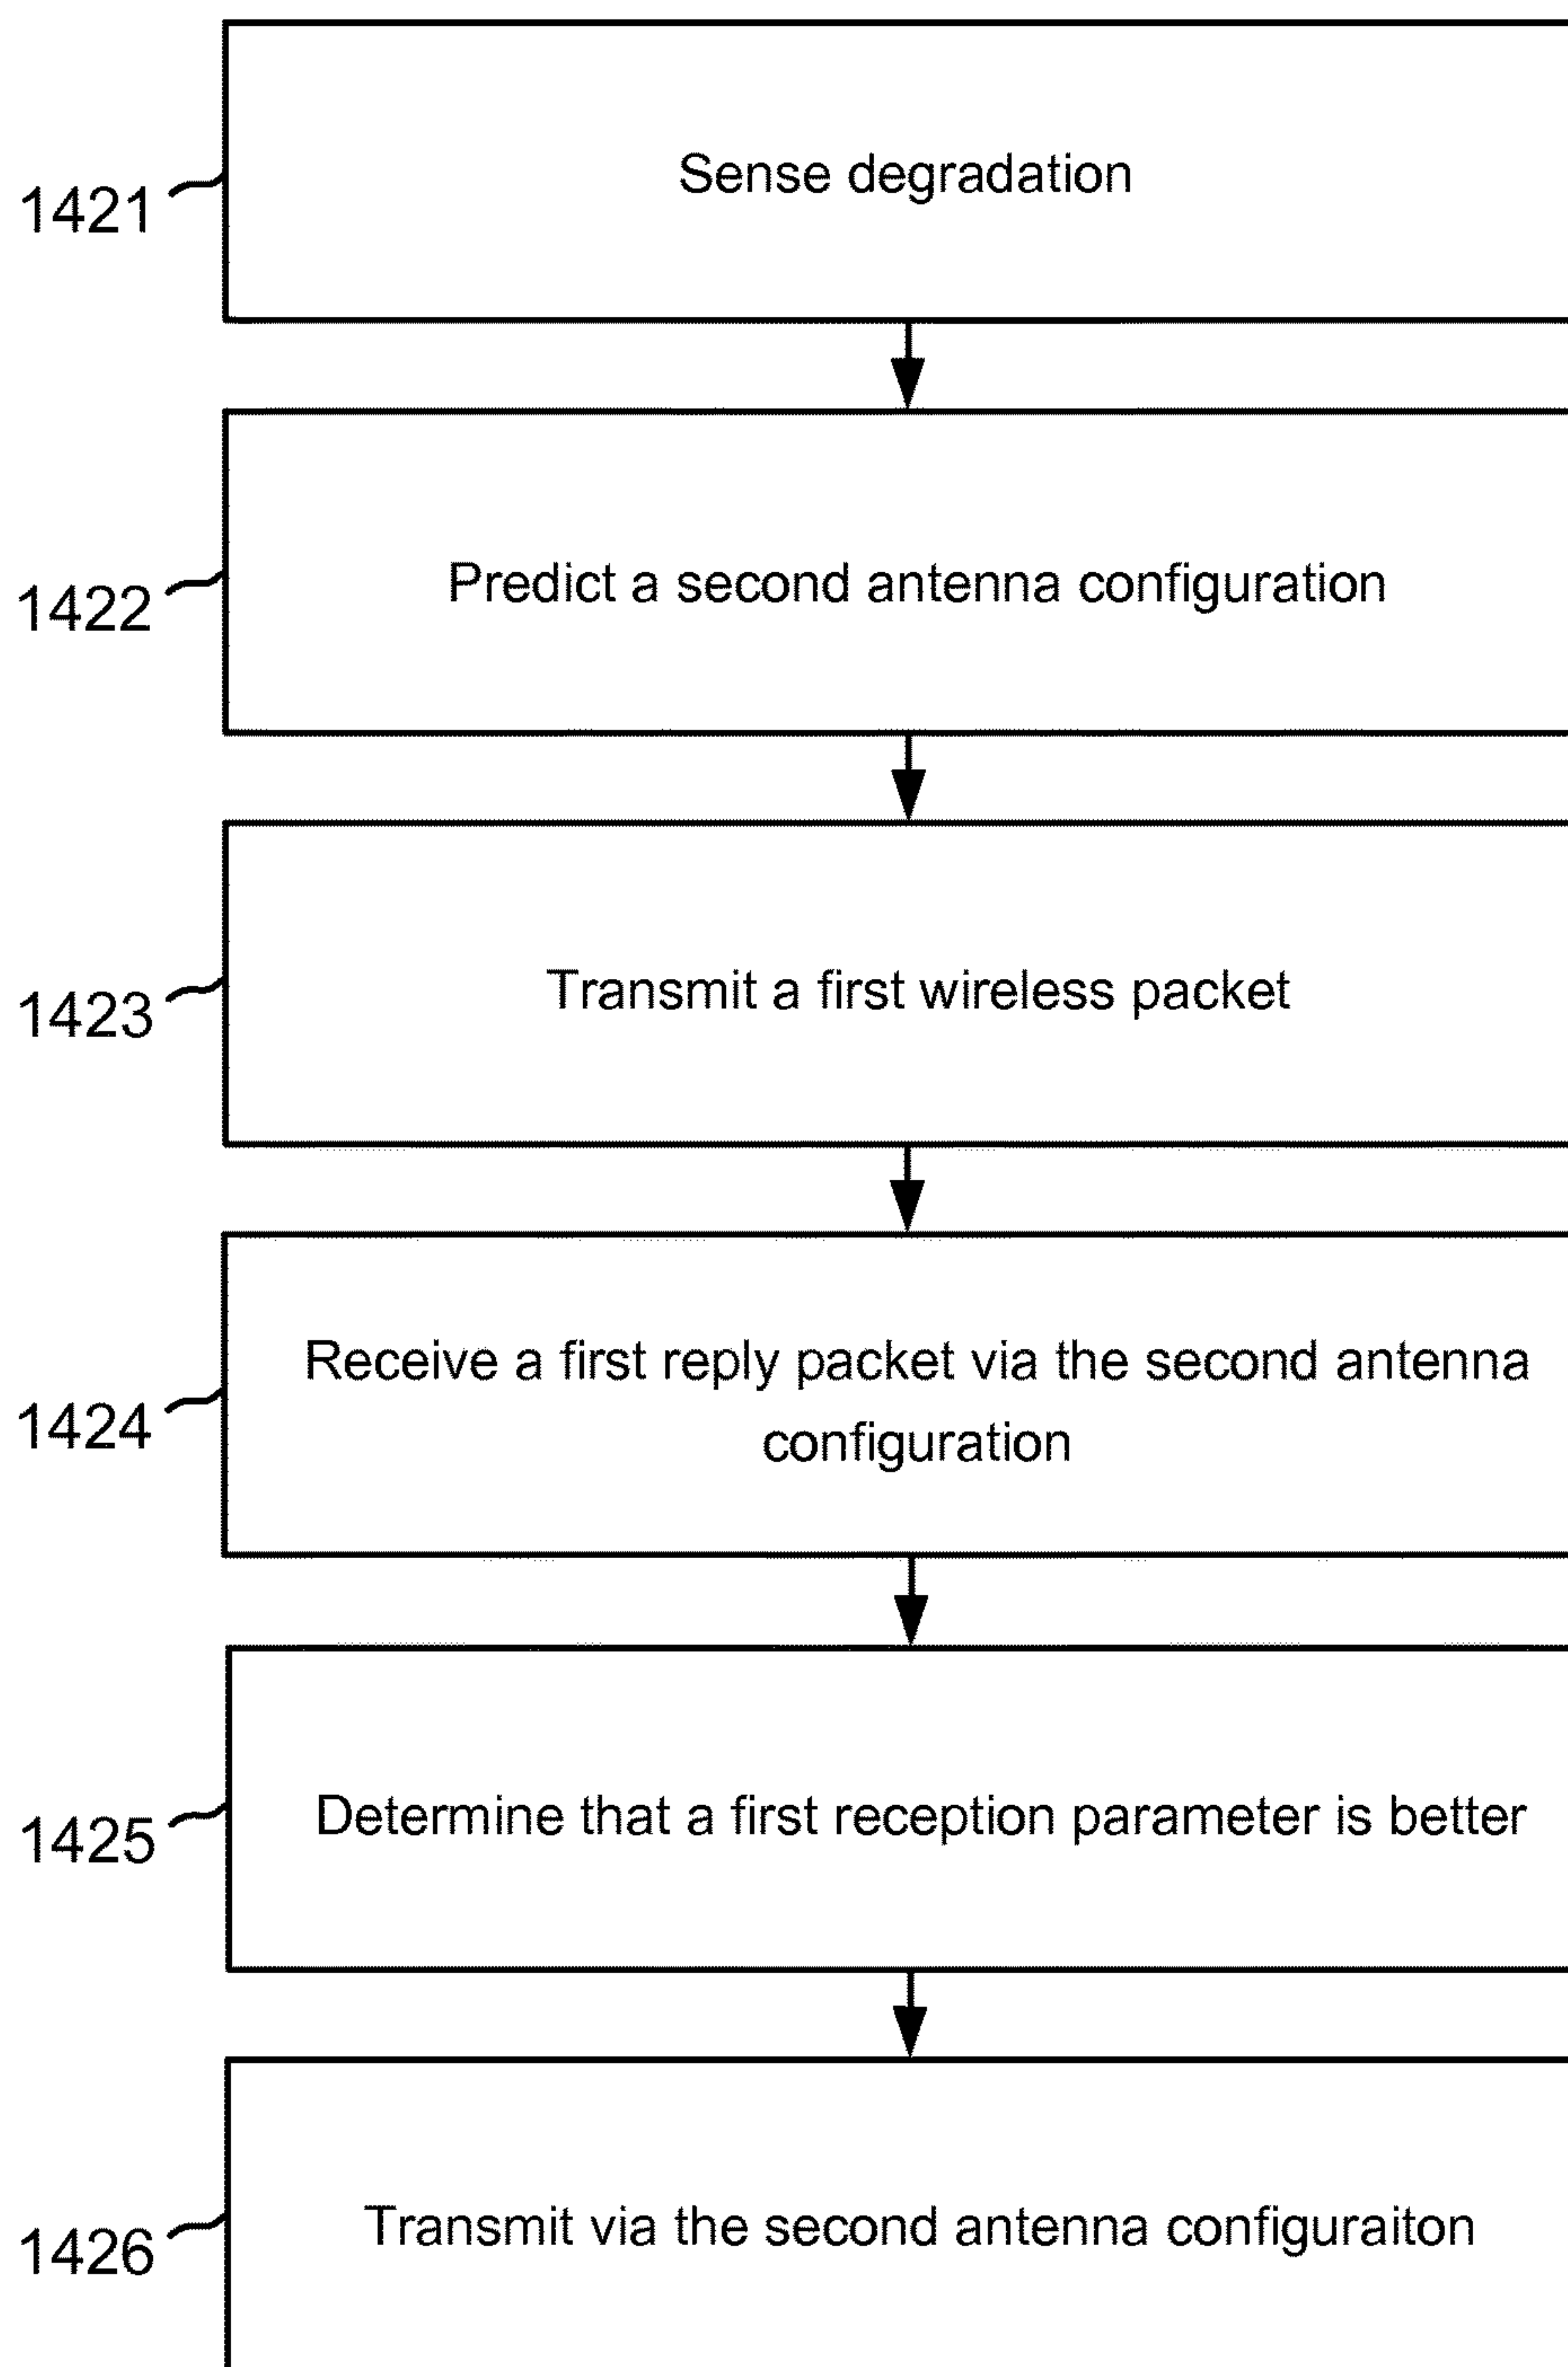 Sense degradation
1421
Predict a second antenna configuration
1422
Transmit a first wireless packet
1423
Receive a first reply packet via the second antenna
configuration
1424
Determine that a first reception parameter is better
1425
Transmit via the second antenna configuraiton
1426